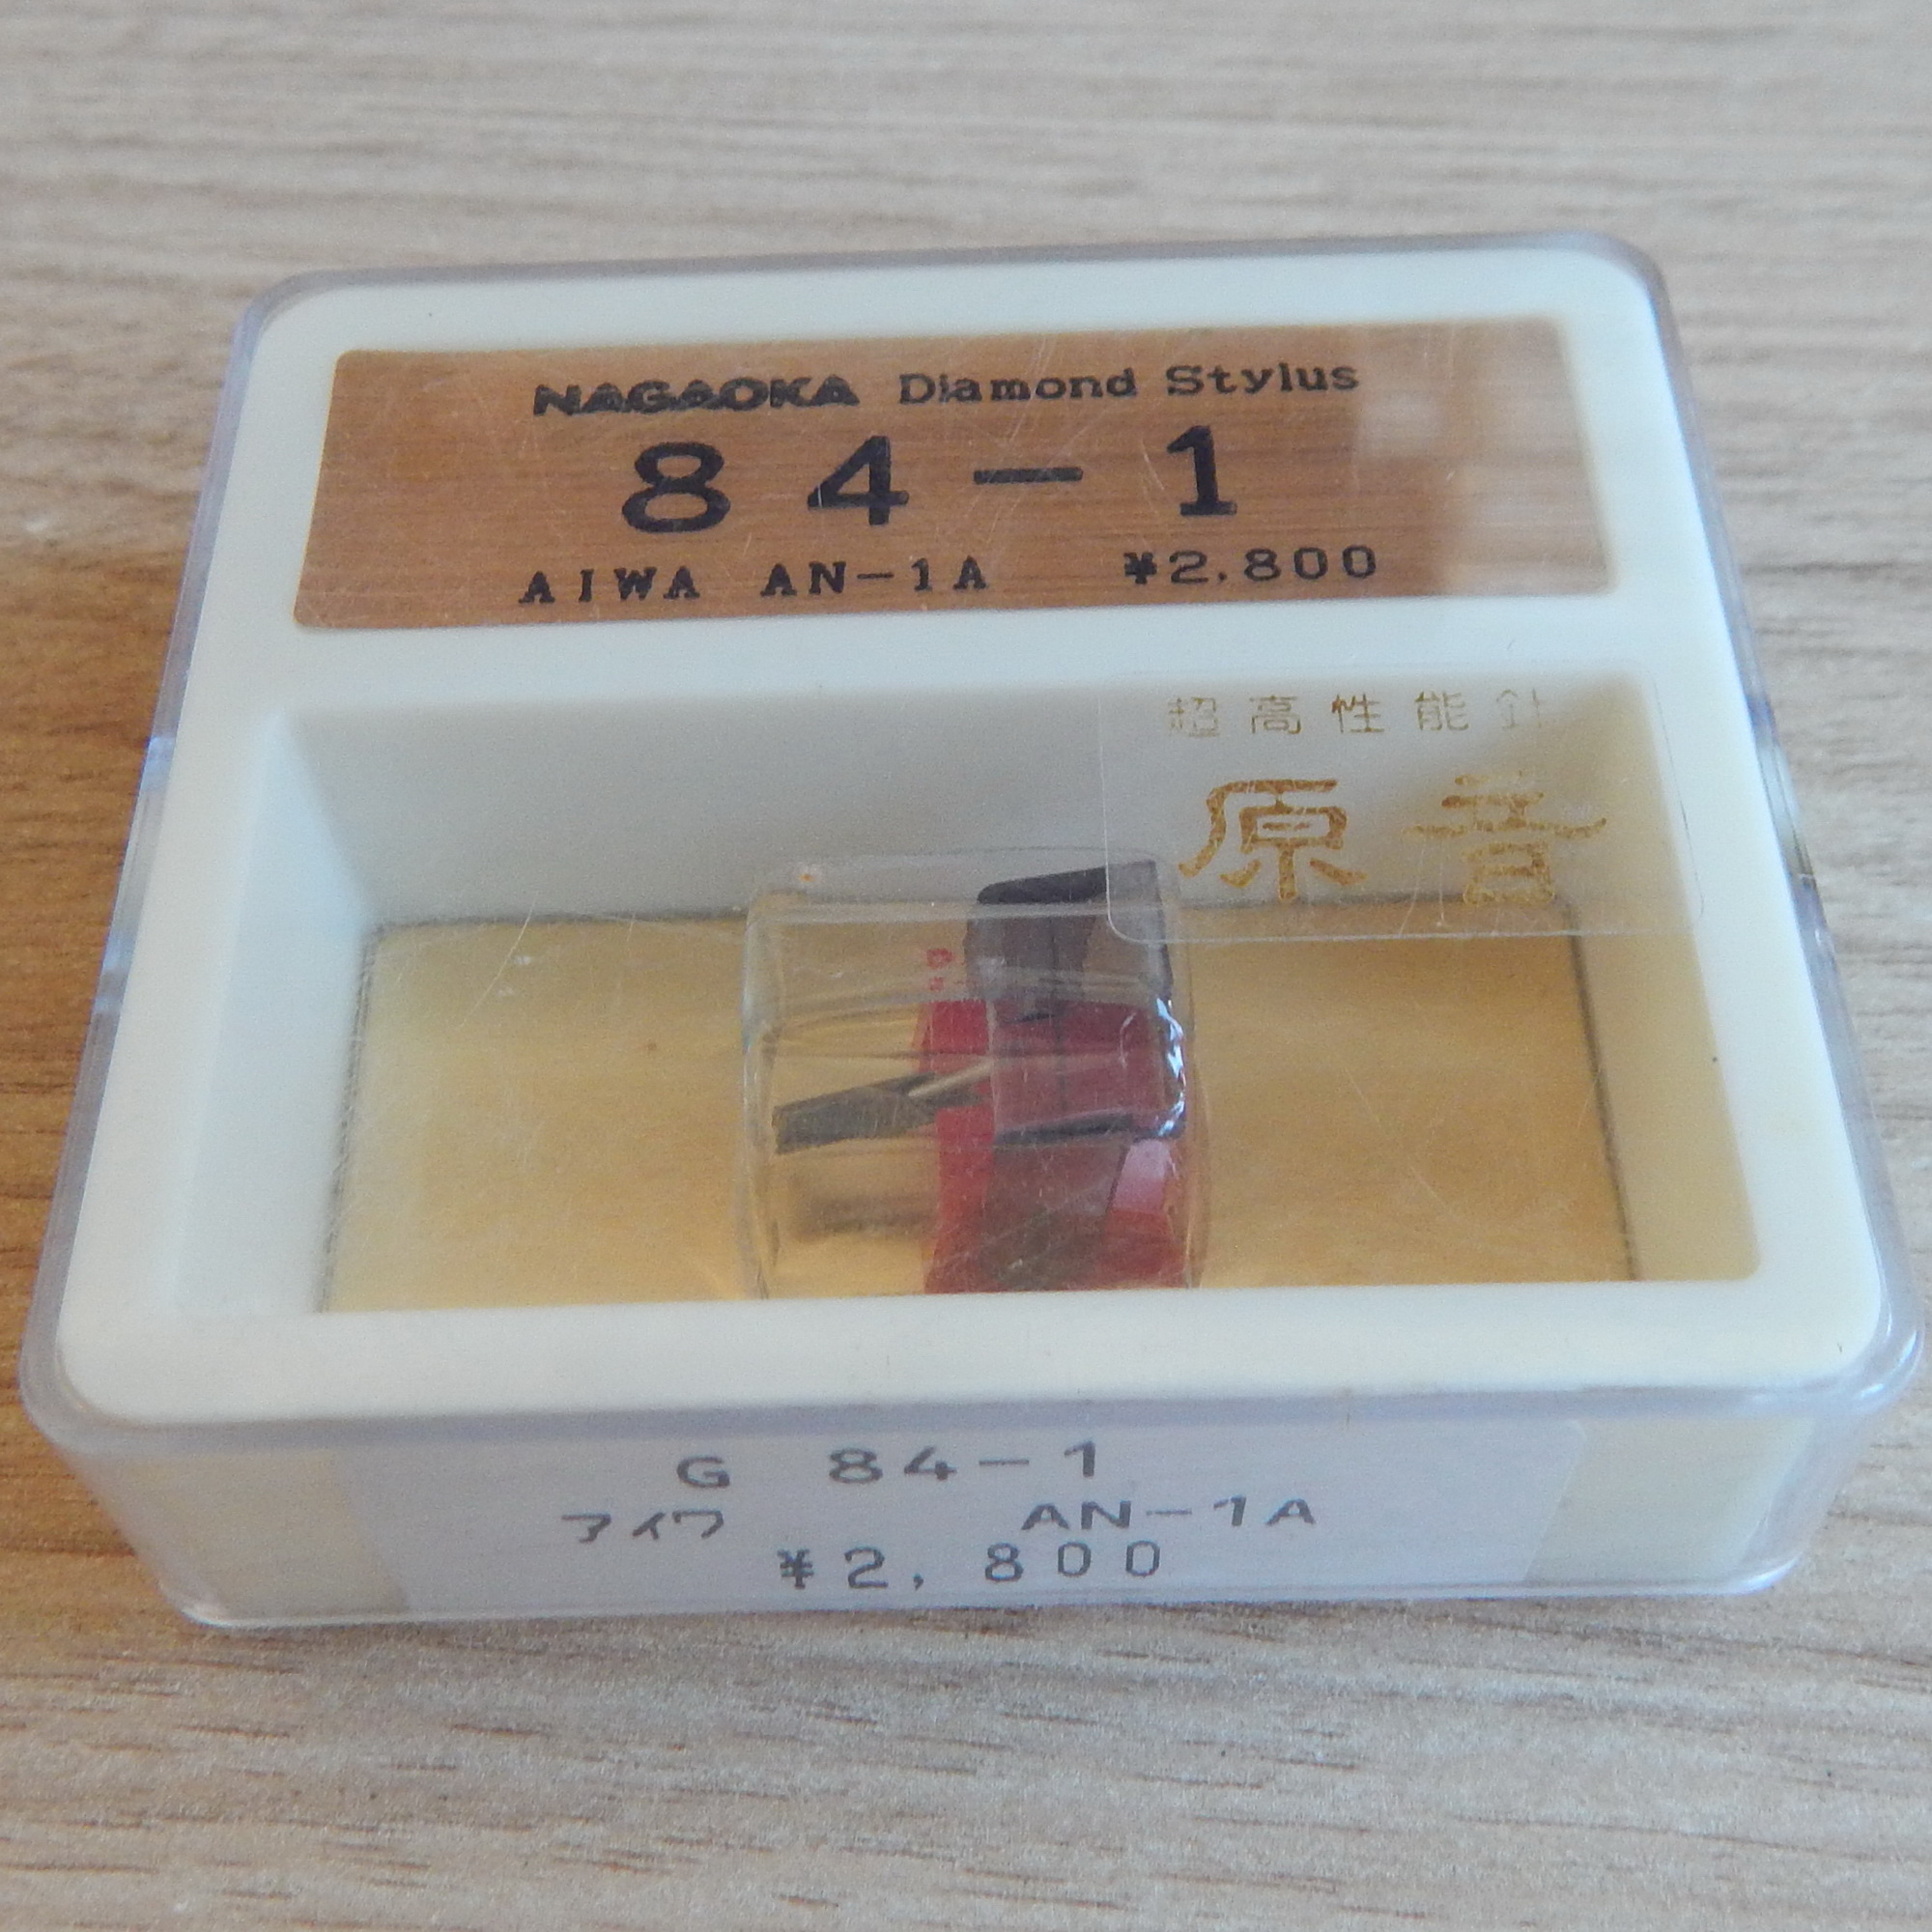 NAGAOKA Diamond Stylus
84-1
AIWA AN-1A ¥2,800
超高性能針
原音
G 84-1
アイワ AN-1A
¥2,800